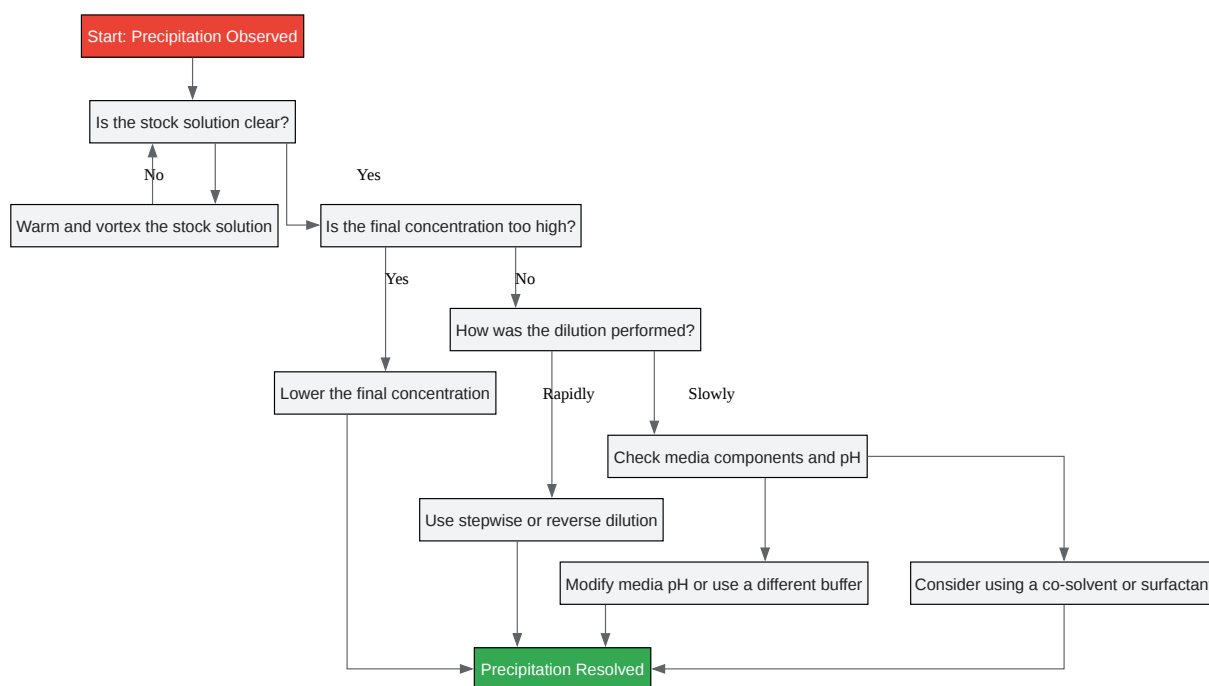 Start: Precipitation Observed
Is the stock solution clear?
No
Yes
Warm and vortex the stock solution
Is the final concentration too high?
Yes
No
How was the dilution performed?
Lower the final concentration
Rapidly
Slowly
Check media components and pH
Use stepwise or reverse dilution
Modify media pH or use a different buffer
Consider using a co-solvent or surfactant
Precipitation Resolved